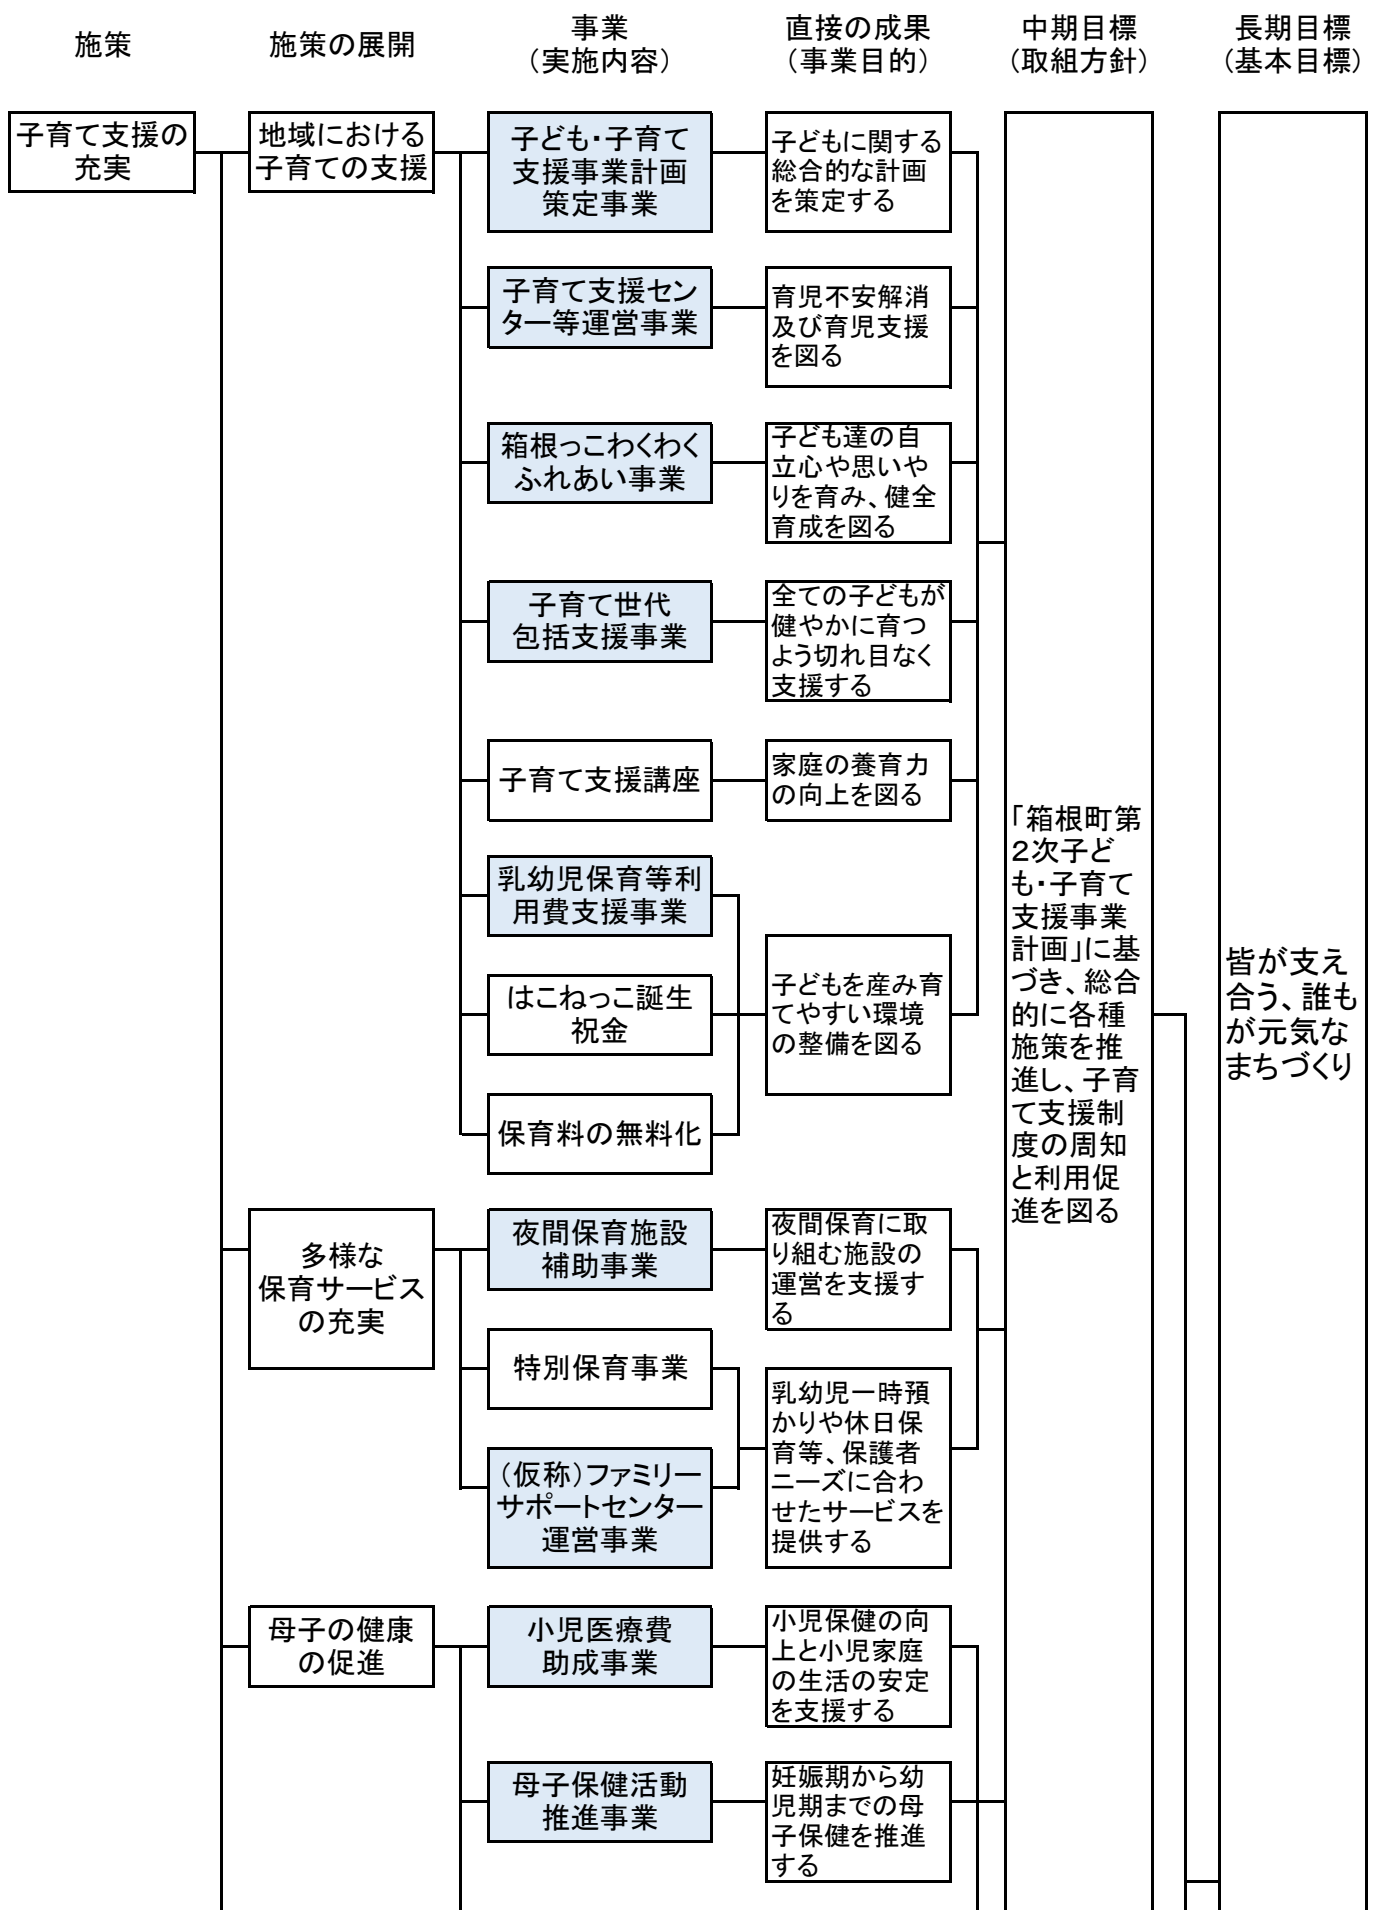 施策
施策の展開
事業
（実施内容）
直接の成果
（事業目的）
中期目標
（取組方針）
長期目標
（基本目標）
子育て支援の
充実
地域における
子育ての支援
子ども・子育て
支援事業計画
策定事業
子どもに関する
総合的な計画
を策定する
子育て支援セン
ター等運営事業
育児不安解消
及び育児支援
を図る
箱根っこわくわく
ふれあい事業
子ども達の自
立心や思いや
りを育み、健全
育成を図る
子育て世代
包括支援事業
全ての子どもが
健やかに育つ
よう切れ目なく
支援する
子育て支援講座
家庭の養育力
の向上を図る
乳幼児保育等利
用費支援事業
はこねっこ誕生
祝金
保育料の無料化
子どもを産み育
てやすい環境
の整備を図る
多様な
保育サービス
の充実
夜間保育施設
補助事業
夜間保育に取
り組む施設の
運営を支援す
る
特別保育事業
（仮称）ファミリー
サポートセンター
運営事業
乳幼児一時預
かりや休日保
育等、保護者
ニーズに合わ
せたサービスを
提供する
母子の健康
の促進
小児医療費
助成事業
小児保健の向
上と小児家庭
の生活の安定
を支援する
母子保健活動
推進事業
妊娠期から幼
児期までの母
子保健を推進
する
「箱根町第
２次子ど
も・子育て
支援事業
計画」に基
づき、総合
的に各種
施策を推
進し、子育
て支援制
度の周知
と利用促
進を図る
皆が支え
合う、誰も
が元気な
まちづくり